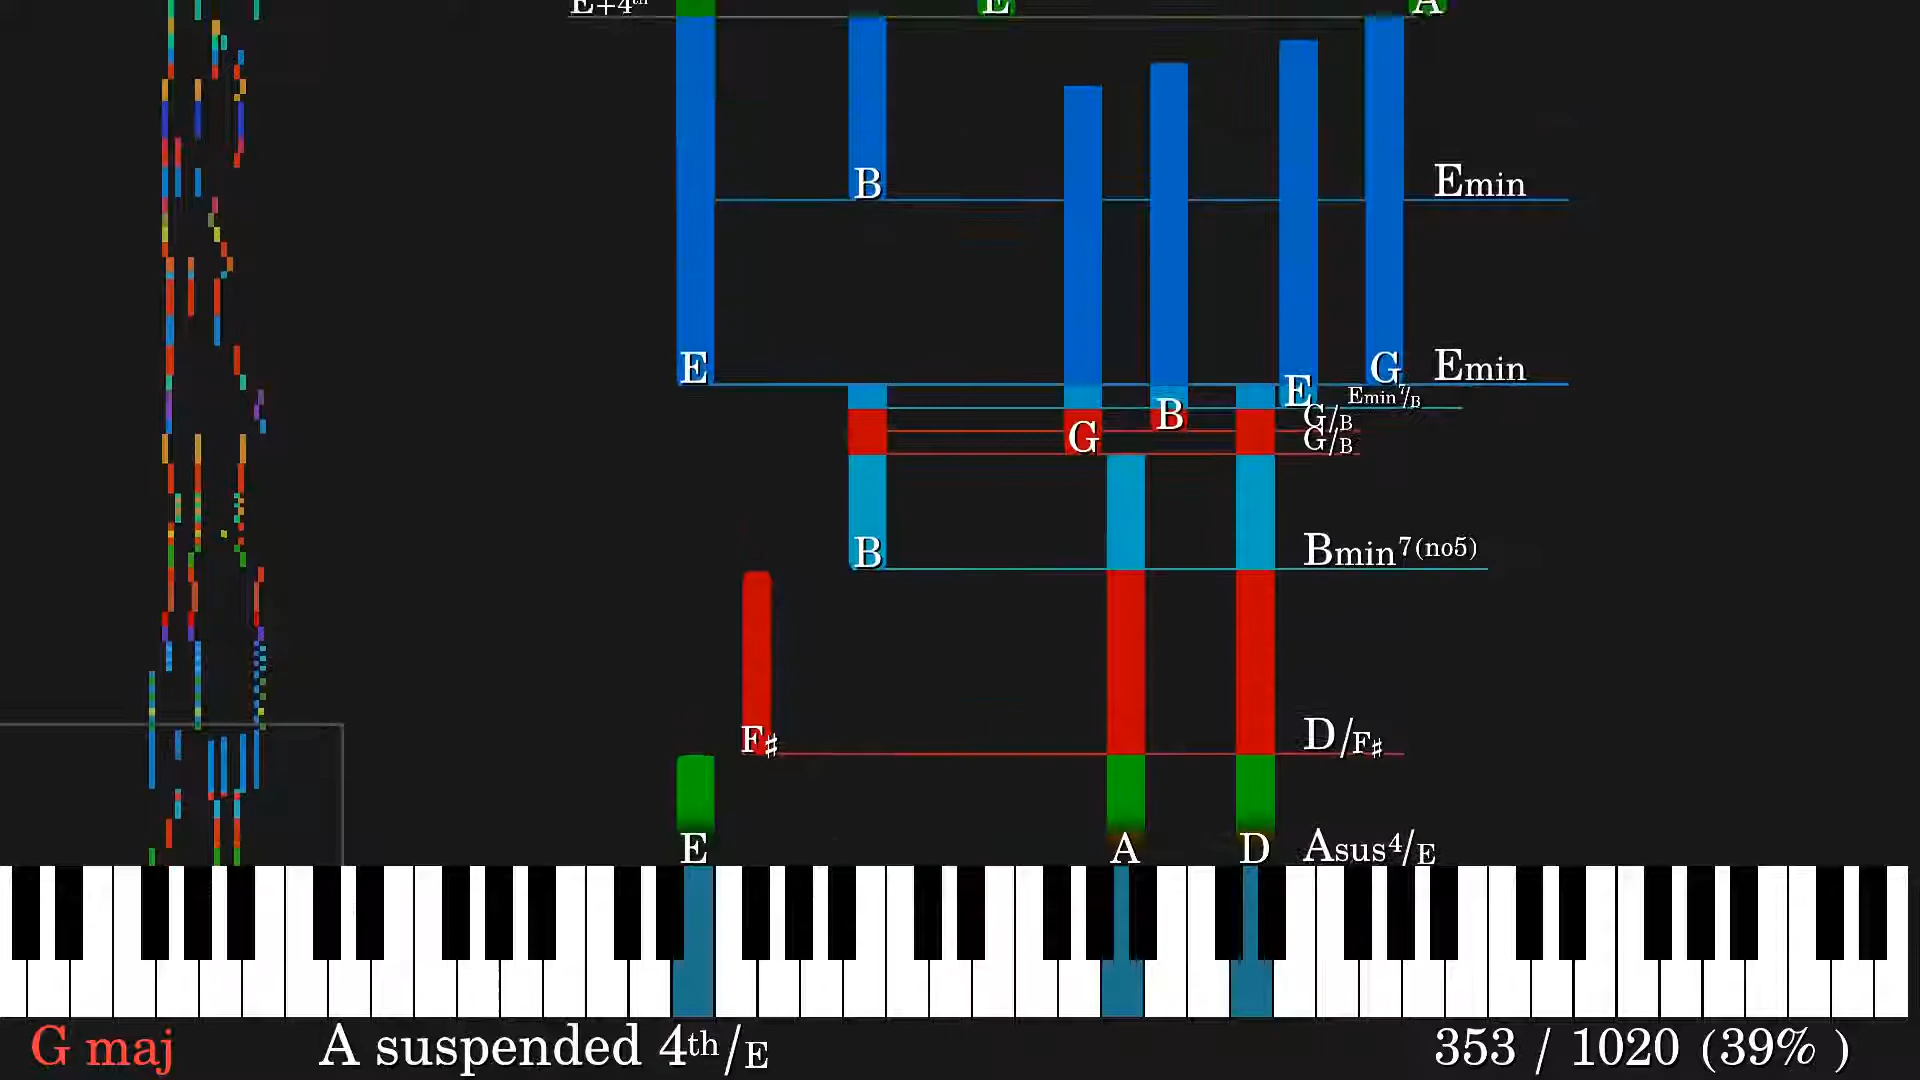 E+4th E A
B Emin
E G Emin
E Emin7/B
B G/B
G G/B
B Bmin7(no5)
F♯ D/F♯
E A D Asus4/E
G maj A suspended 4th/E 353 / 1020 (39% )